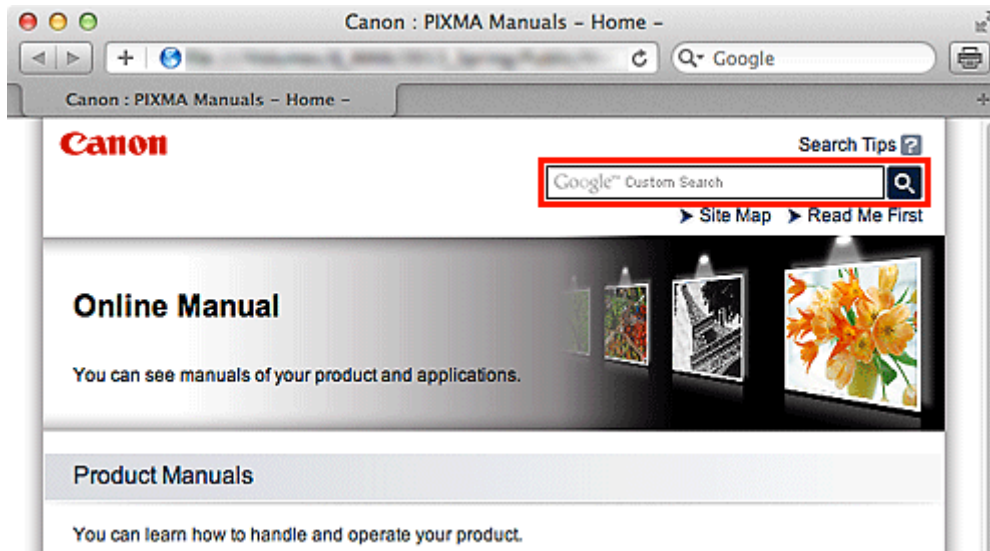 Canon : PIXMA Manuals – Home –
Google
Canon : PIXMA Manuals – Home –
Canon
Search Tips ?
Google™ Custom Search
Site Map Read Me First
Online Manual
You can see manuals of your product and applications.
Product Manuals
You can learn how to handle and operate your product.